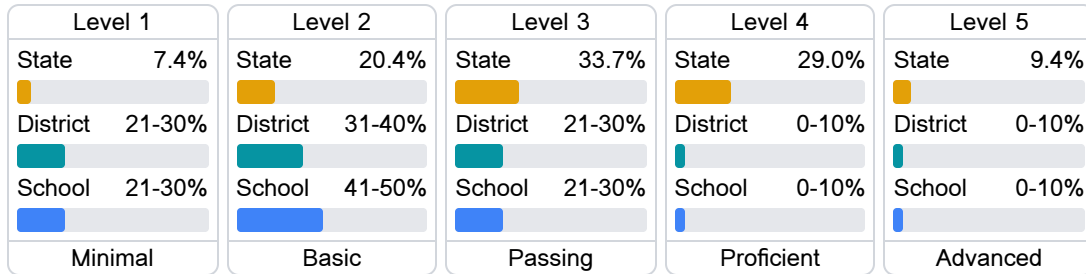 Level 1
State 7.4%
District 21-30%
School 21-30%
Minimal
Level 2
State 20.4%
District 31-40%
School 41-50%
Basic
Level 3
State 33.7%
District 21-30%
School 21-30%
Passing
Level 4
State 29.0%
District 0-10%
School 0-10%
Proficient
Level 5
State 9.4%
District 0-10%
School 0-10%
Advanced